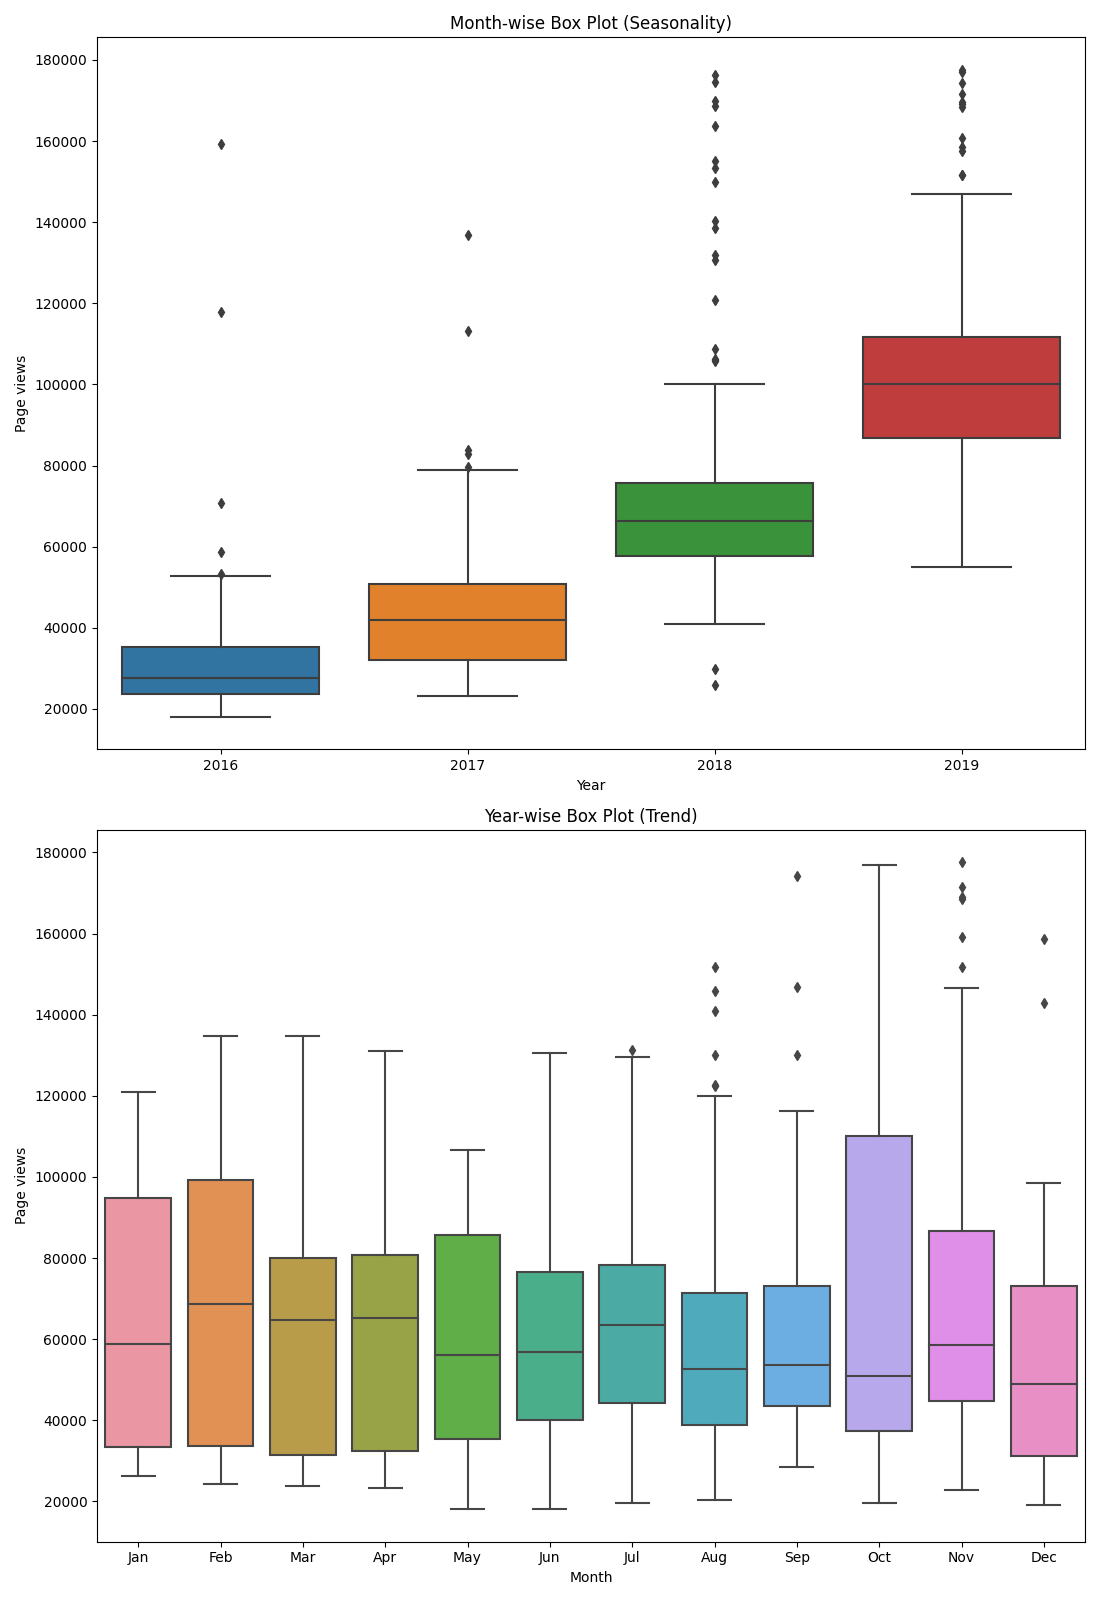 Month-wise Box Plot (Seasonality)
180000
160000
140000
120000
100000
80000
60000
40000
20000
Page views
2016 2017 2018 2019
Year
Year-wise Box Plot (Trend)
180000
160000
140000
120000
100000
80000
60000
40000
20000
Page views
Jan Feb Mar Apr May Jun Jul Aug Sep Oct Nov Dec
Month